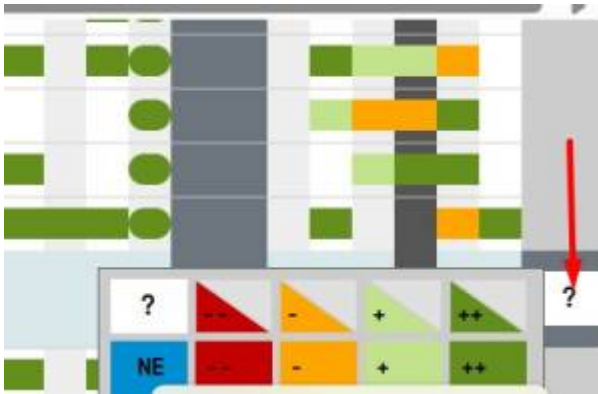 ? -- - + ++ ?
NE -- - + ++